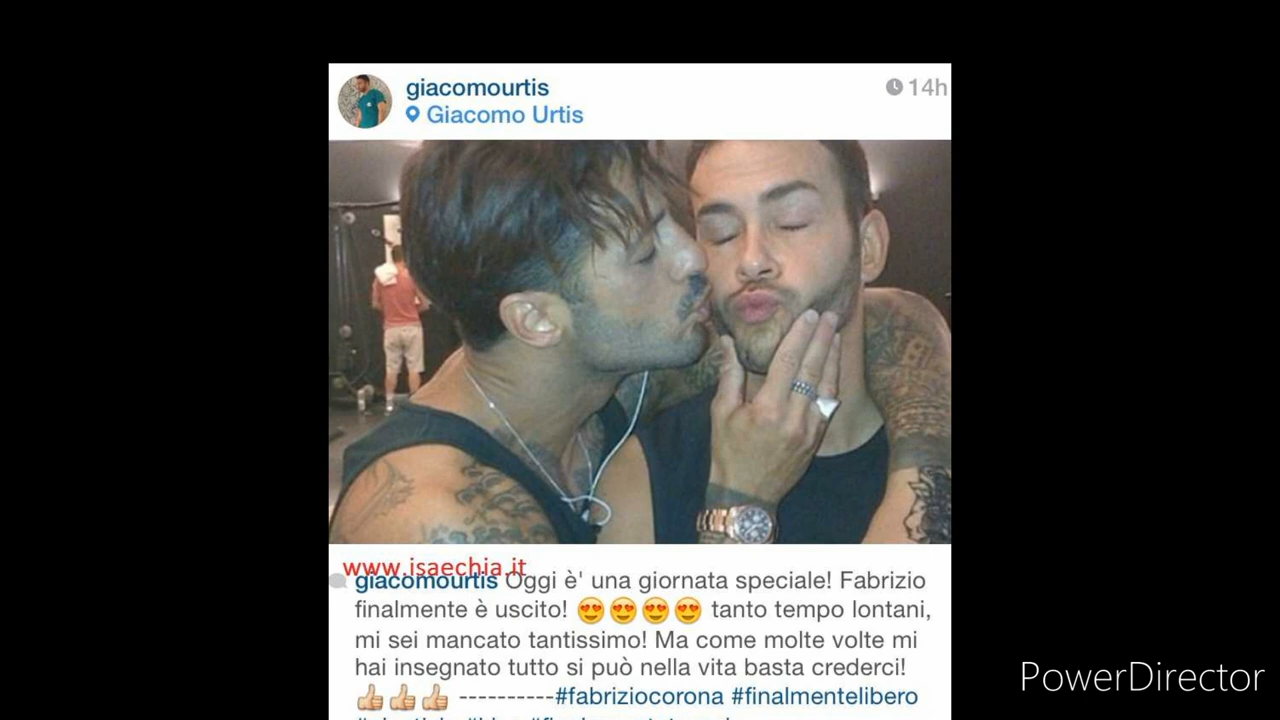 giacomourtis
14h
Giacomo Urtis
www.isaechia.it
giacomourtis Oggi è' una giornata speciale! Fabrizio
finalmente è uscito! 😍😍😍😍 tanto tempo lontani,
mi sei mancato tantissimo! Ma come molte volte mi
hai insegnato tutto si può nella vita basta crederci!
👍👍👍 ----------#fabriziocorona #finalmentelibero
PowerDirector